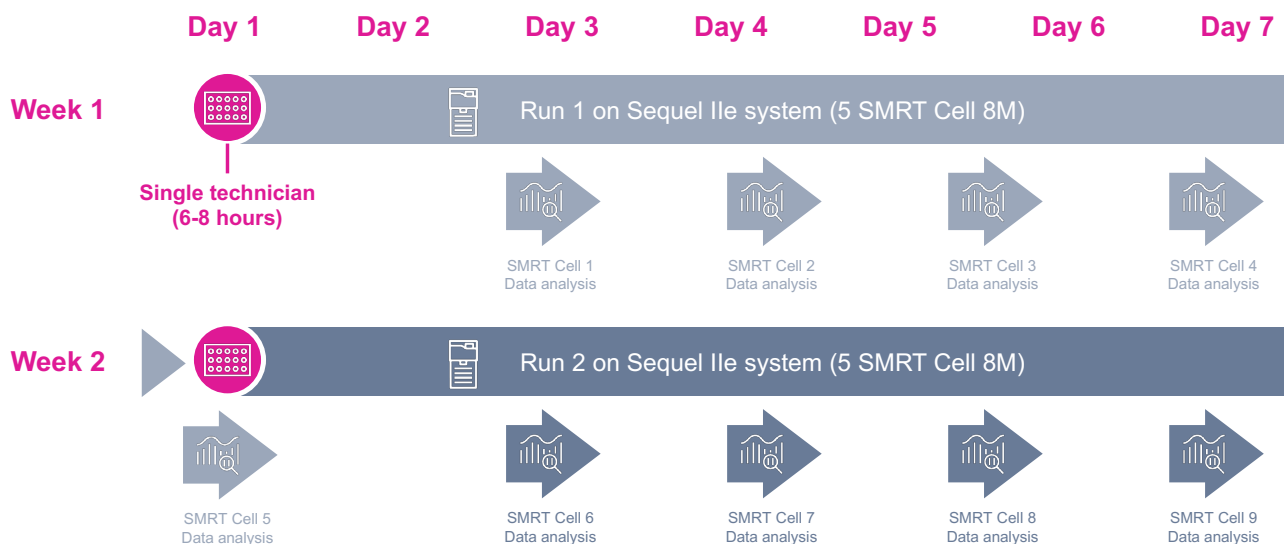 Day 1 Day 2 Day 3 Day 4 Day 5 Day 6 Day 7
Week 1
Run 1 on Sequel IIe system (5 SMRT Cell 8M)
Single technician
(6-8 hours)
SMRT Cell 1
Data analysis
SMRT Cell 2
Data analysis
SMRT Cell 3
Data analysis
SMRT Cell 4
Data analysis
Week 2
Run 2 on Sequel IIe system (5 SMRT Cell 8M)
SMRT Cell 5
Data analysis
SMRT Cell 6
Data analysis
SMRT Cell 7
Data analysis
SMRT Cell 8
Data analysis
SMRT Cell 9
Data analysis